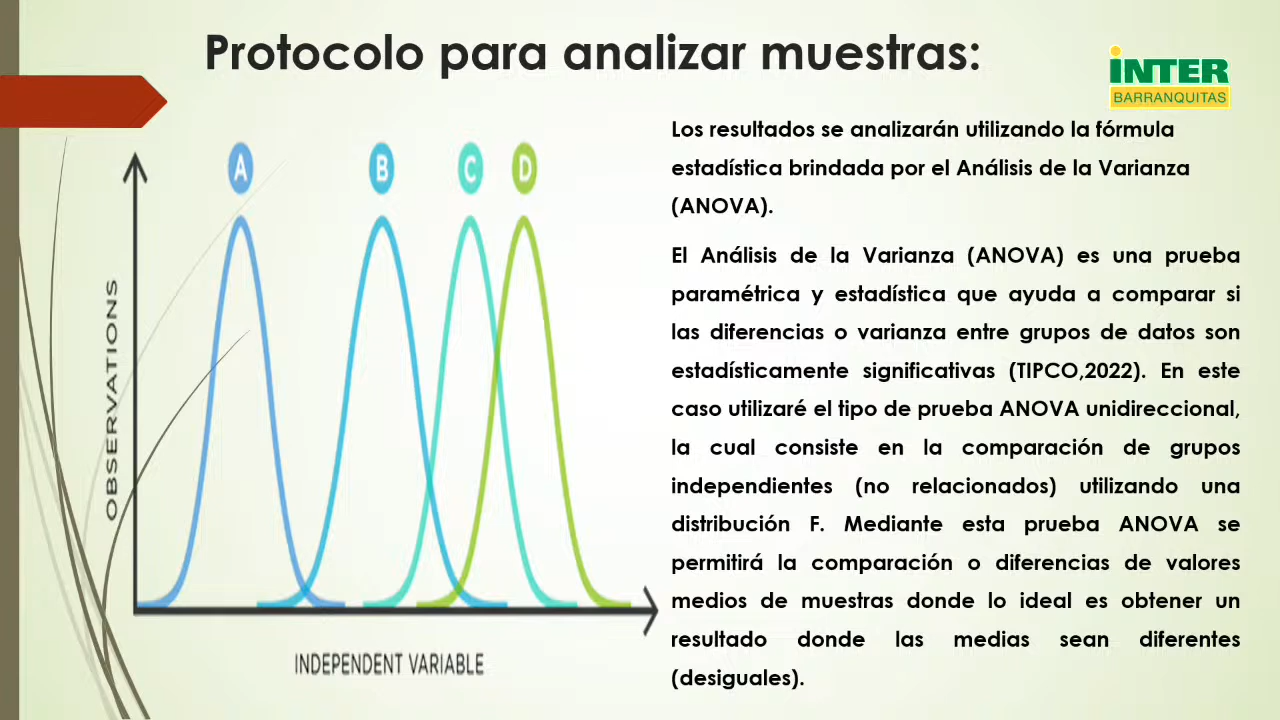 Protocolo para analizar muestras:
INTER
BARRANQUITAS
A B C D
OBSERVATIONS
INDEPENDENT VARIABLE
Los resultados se analizarán utilizando la fórmula
estadística brindada por el Análisis de la Varianza
(ANOVA).
El Análisis de la Varianza (ANOVA) es una prueba
paramétrica y estadística que ayuda a comparar si
las diferencias o varianza entre grupos de datos son
estadísticamente significativas (TIPCO,2022). En este
caso utilizaré el tipo de prueba ANOVA unidireccional,
la cual consiste en la comparación de grupos
independientes (no relacionados) utilizando una
distribución F. Mediante esta prueba ANOVA se
permitirá la comparación o diferencias de valores
medios de muestras donde lo ideal es obtener un
resultado donde las medias sean diferentes
(desiguales).